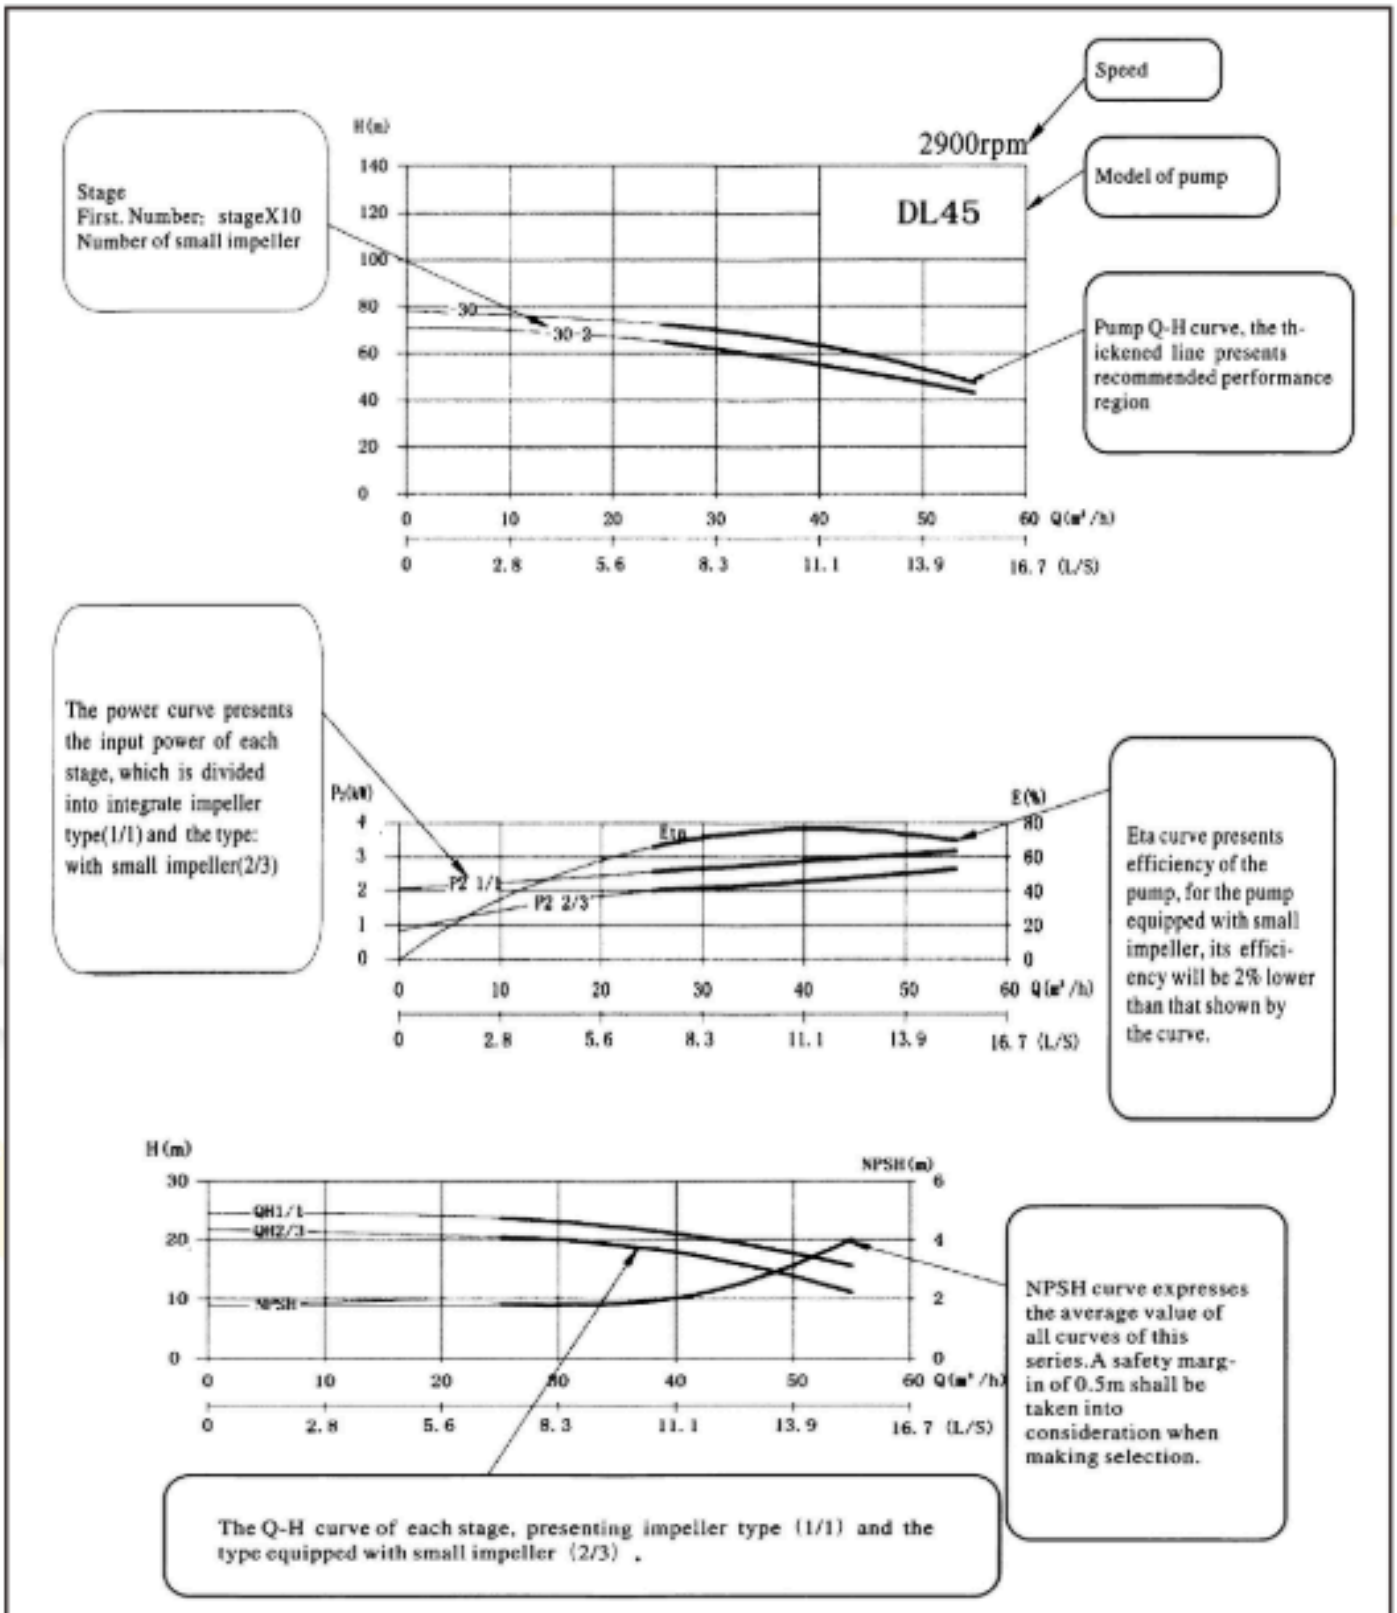 Speed
H(m)
2900rpm
Stage
First. Number: stageX10
Number of small impeller
Model of pump
DL45
140
120
100
80
60
40
20
0
30
30-2
Pump Q-H curve, the th-
ickened line presents
recommended performance
region
0 10 20 30 40 50 60 Q(m³/h)
0 2.8 5.6 8.3 11.1 13.9 16.7 (L/S)
The power curve presents
the input power of each
stage, which is divided
into integrate impeller
type(1/1) and the type:
with small impeller(2/3)
P₂(kW)
E(%)
4
3
2
1
0
Eta
P2 1/1
P2 2/3
80
60
40
20
0
Eta curve presents
efficiency of the
pump, for the pump
equipped with small
impeller, its effici-
ency will be 2% lower
than that shown by
the curve.
0 10 20 30 40 50 60 Q(m³/h)
0 2.8 5.6 8.3 11.1 13.9 16.7 (L/S)
H(m)
NPSH(m)
30
20
10
0
QH1/1
QH2/3
NPSH
6
4
2
0
NPSH curve expresses
the average value of
all curves of this
series.A safety marg-
in of 0.5m shall be
taken into
consideration when
making selection.
0 10 20 30 40 50 60 Q(m³/h)
0 2.8 5.6 8.3 11.1 13.9 16.7 (L/S)
The Q-H curve of each stage, presenting impeller type (1/1) and the
type equipped with small impeller (2/3) .